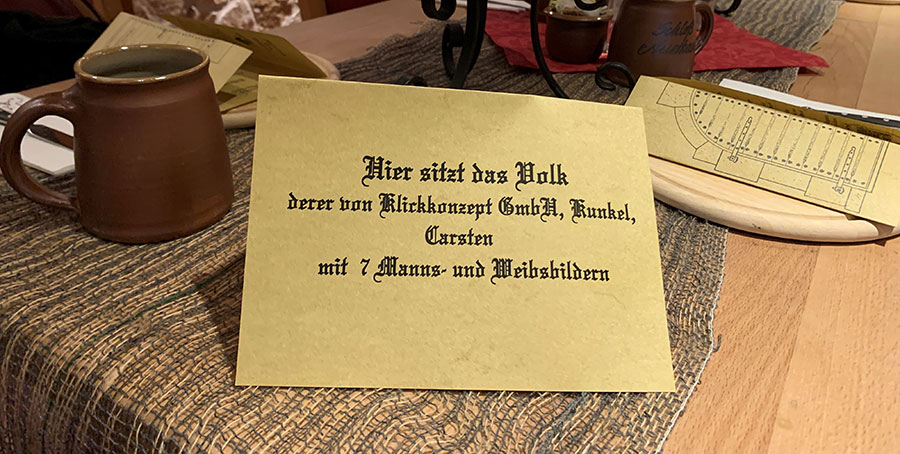 Hier sitzt das Volk
derer von Klickkonzept GmbH, Kunkel,
Carsten
mit 7 Manns- und Weibsbildern